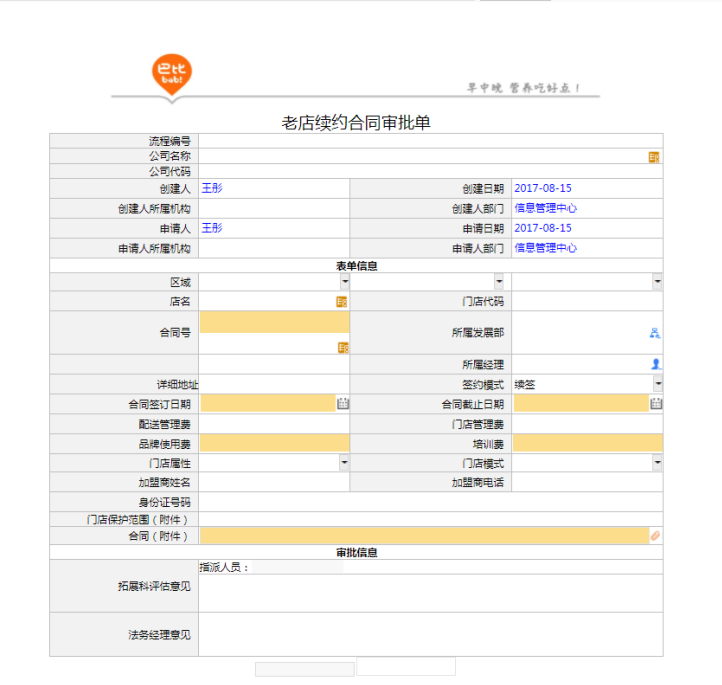 巴比
babi
早中晚 营养吃好点！
老店续约合同审批单
流程编号
公司名称
公司代码
创建人 王彤 创建日期 2017-08-15
创建人所属机构 创建人部门 信息管理中心
申请人 王彤 申请日期 2017-08-15
申请人所属机构 申请人部门 信息管理中心
表单信息
区域
店名 门店代码
合同号 所属发展部
所属经理
详细地址 签约模式 续签
合同签订日期 合同截止日期
配送管理费 门店管理费
品牌使用费 培训费
门店属性 门店模式
加盟商姓名 加盟商电话
身份证号码
门店保护范围（附件）
合同（附件）
审批信息
指派人员：
拓展科评估意见
法务经理意见